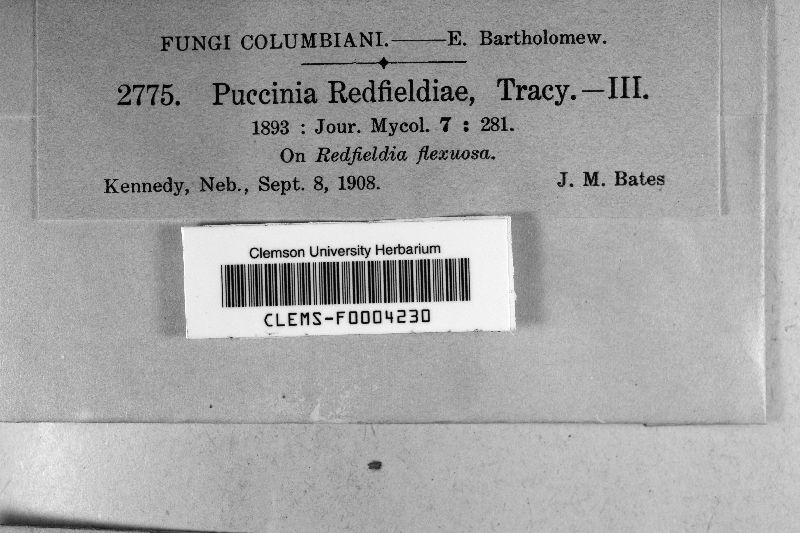 FUNGI COLUMBIANI.——E. Bartholomew.
2775. Puccinia Redfieldiae, Tracy.—III.
1893 : Jour. Mycol. 7 : 281.
On Redfieldia flexuosa.
Kennedy, Neb., Sept. 8, 1908. J. M. Bates
Clemson University Herbarium
CLEMS-F0004230